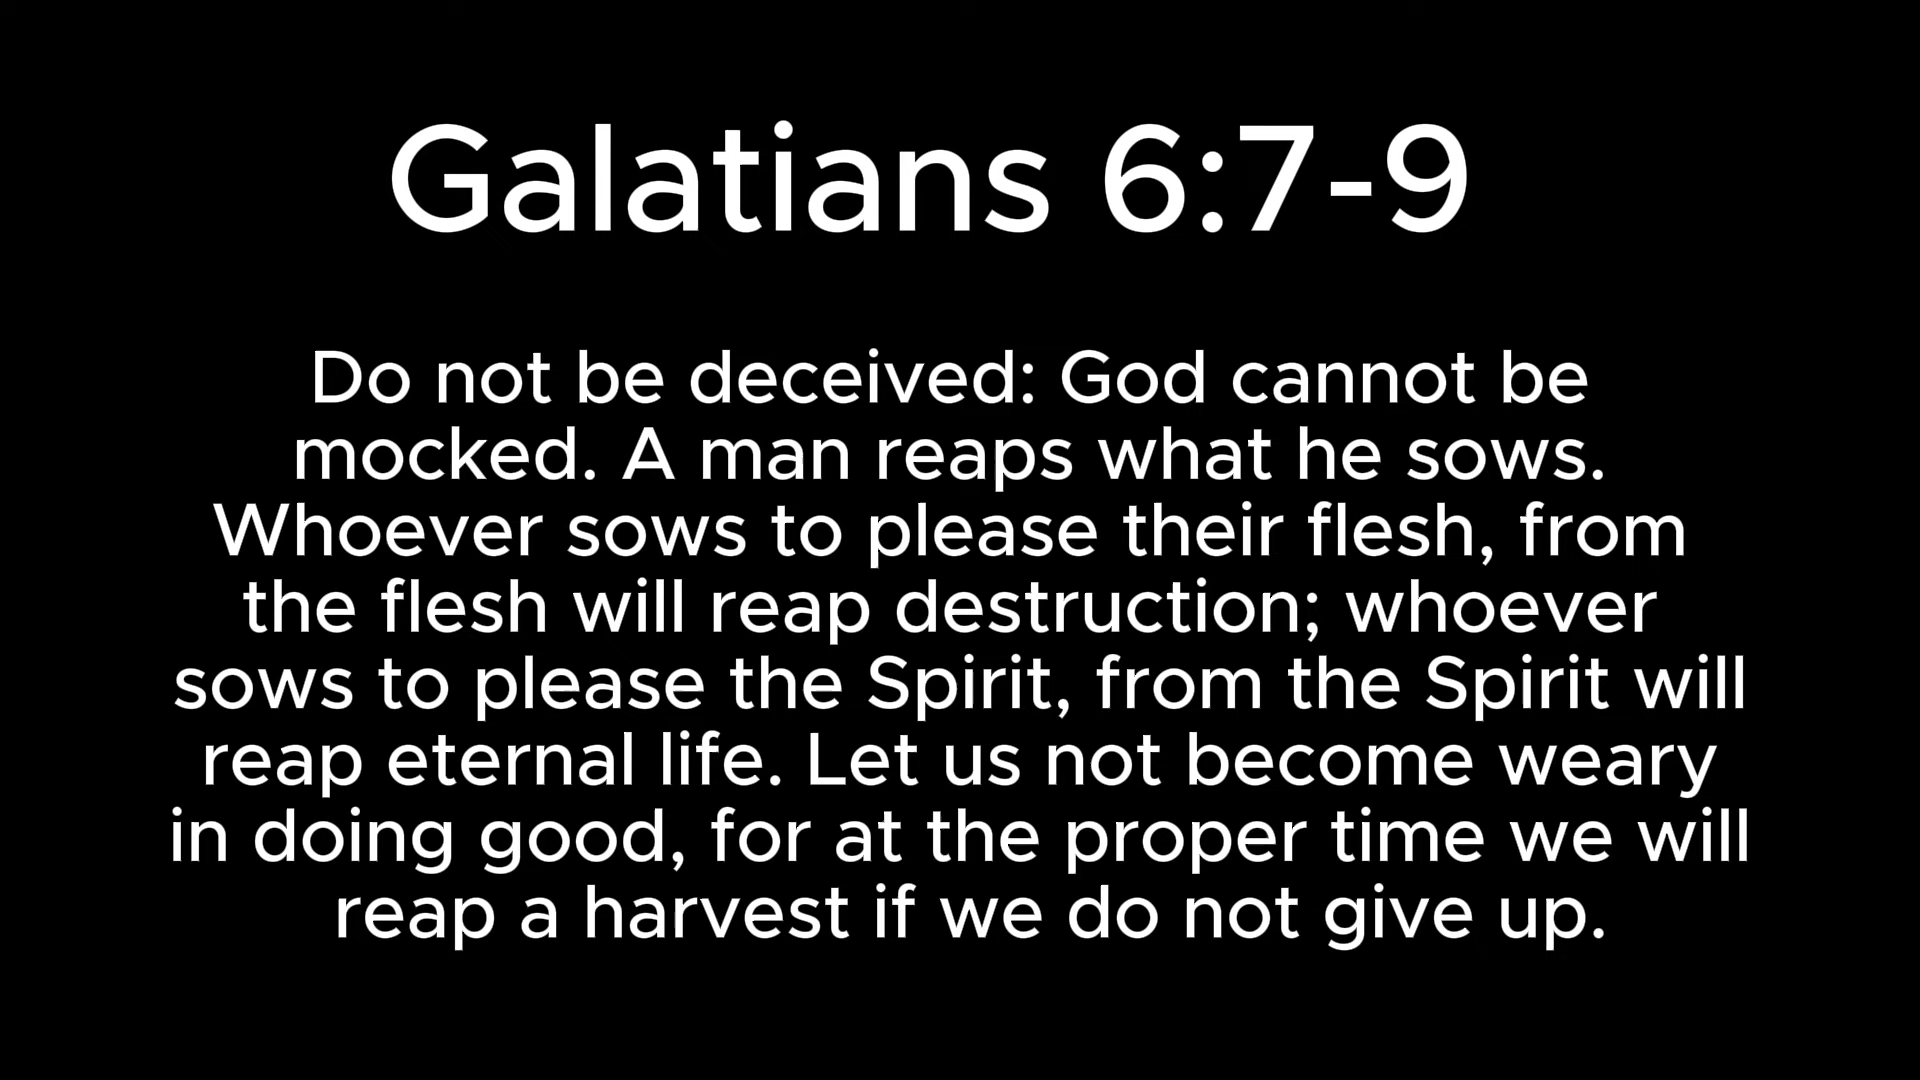 Galatians 6:7-9
Do not be deceived: God cannot be
mocked. A man reaps what he sows.
Whoever sows to please their flesh, from
the flesh will reap destruction; whoever
sows to please the Spirit, from the Spirit will
reap eternal life. Let us not become weary
in doing good, for at the proper time we will
reap a harvest if we do not give up.